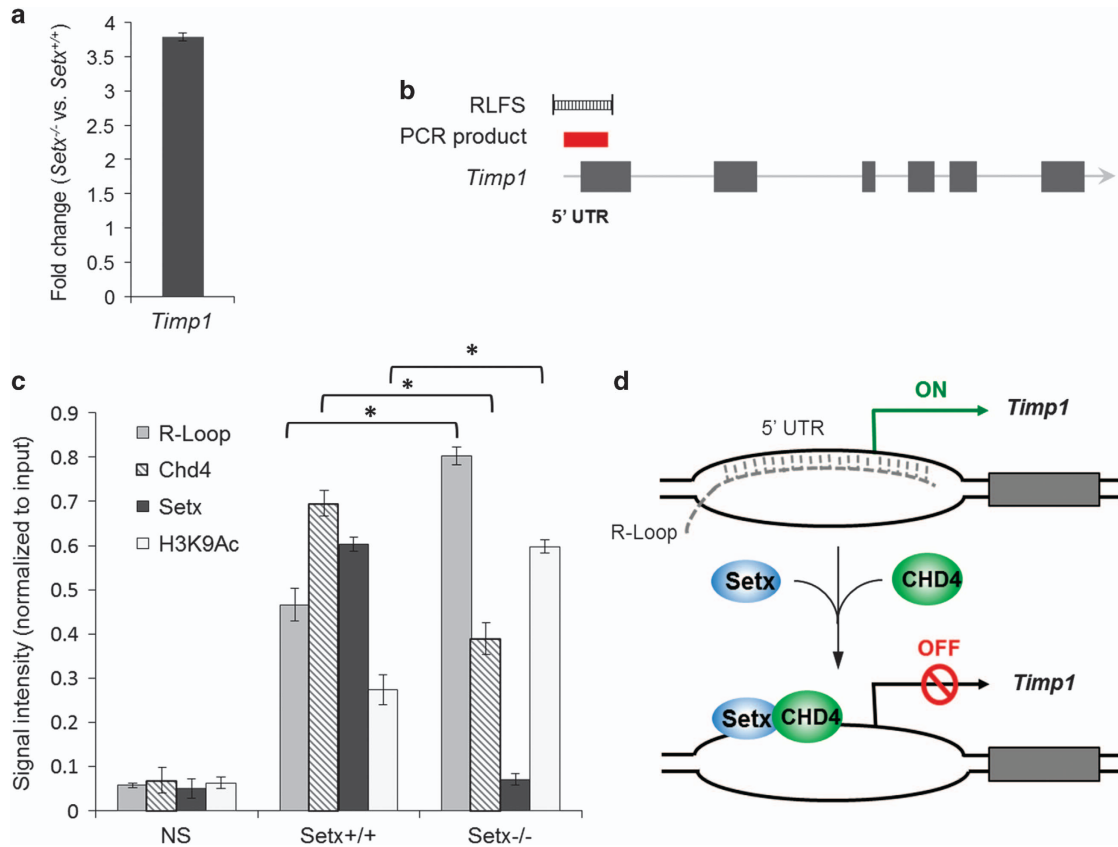 a
4
3.5
3
2.5
2
1.5
1
0.5
0
Fold change (Setx-/- vs. Setx+/+)
Timp1
b
RLFS
PCR product
Timp1
5' UTR
c
*
*
*
0.9
0.8
0.7
0.6
0.5
0.4
0.3
0.2
0.1
0
Signal intensity (normalized to input)
R-Loop
Chd4
Setx
H3K9Ac
NS
Setx+/+
Setx-/-
d
ON
Timp1
5' UTR
R-Loop
Setx
CHD4
OFF
Timp1
Setx
CHD4